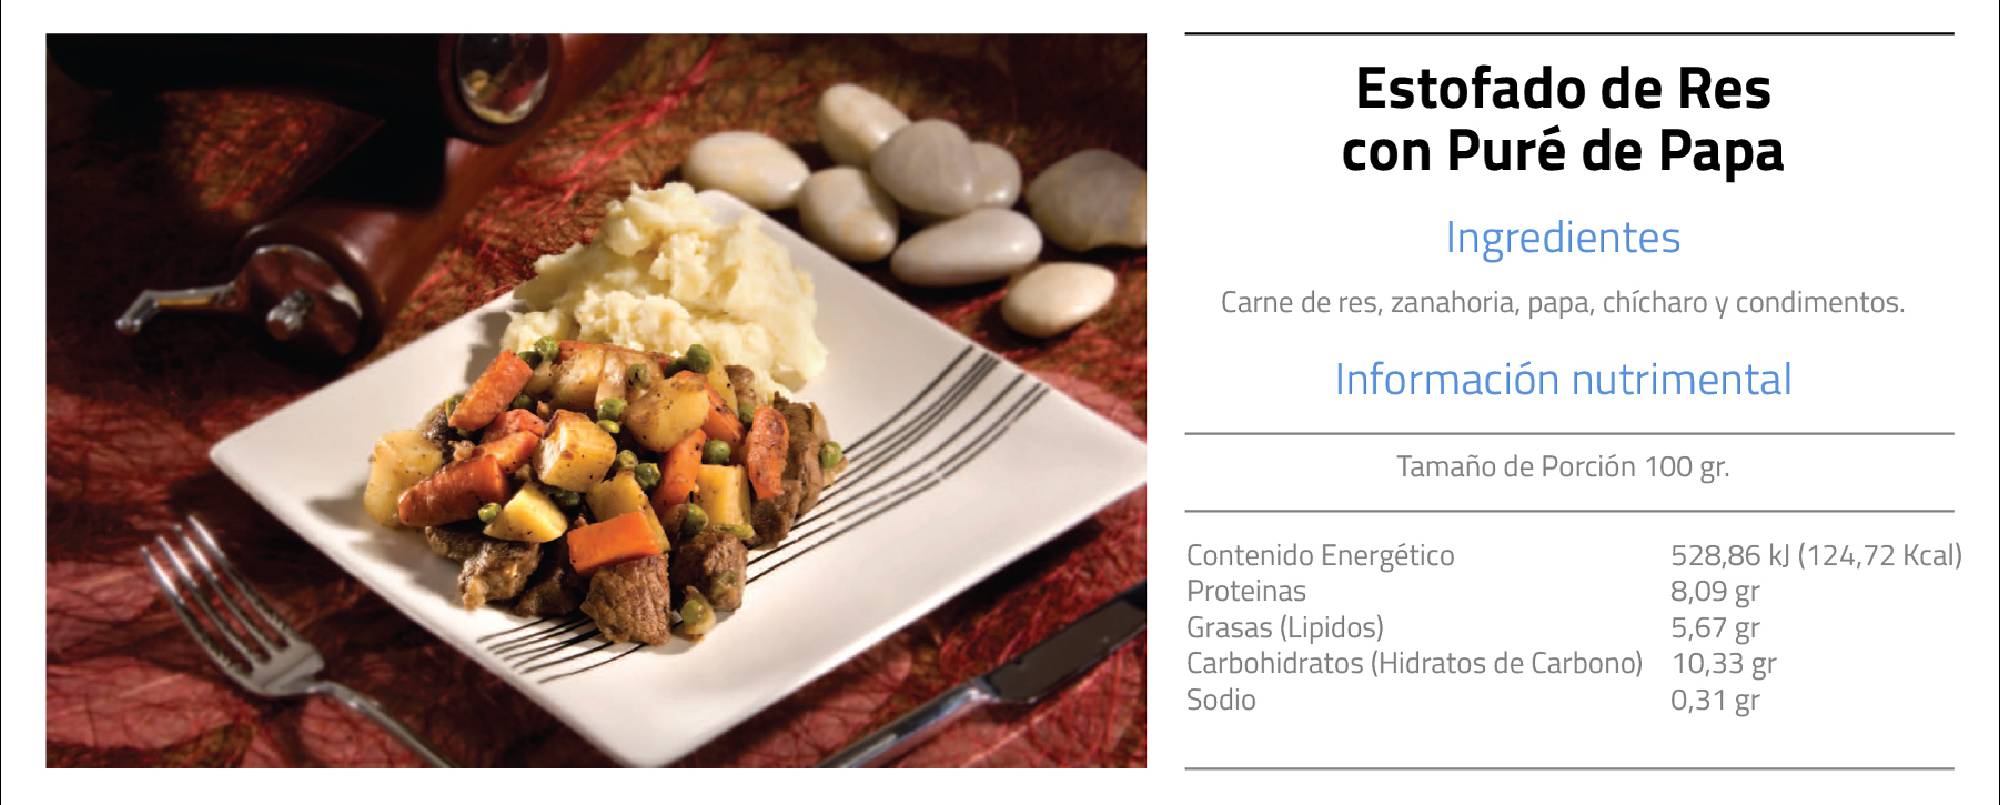 Estofado de Res
con Puré de Papa
Ingredientes
Carne de res, zanahoria, papa, chícharo y condimentos.
Información nutrimental
Tamaño de Porción 100 gr.
Contenido Energético 528,86 kJ (124,72 Kcal)
Proteinas 8,09 gr
Grasas (Lipidos) 5,67 gr
Carbohidratos (Hidratos de Carbono) 10,33 gr
Sodio 0,31 gr